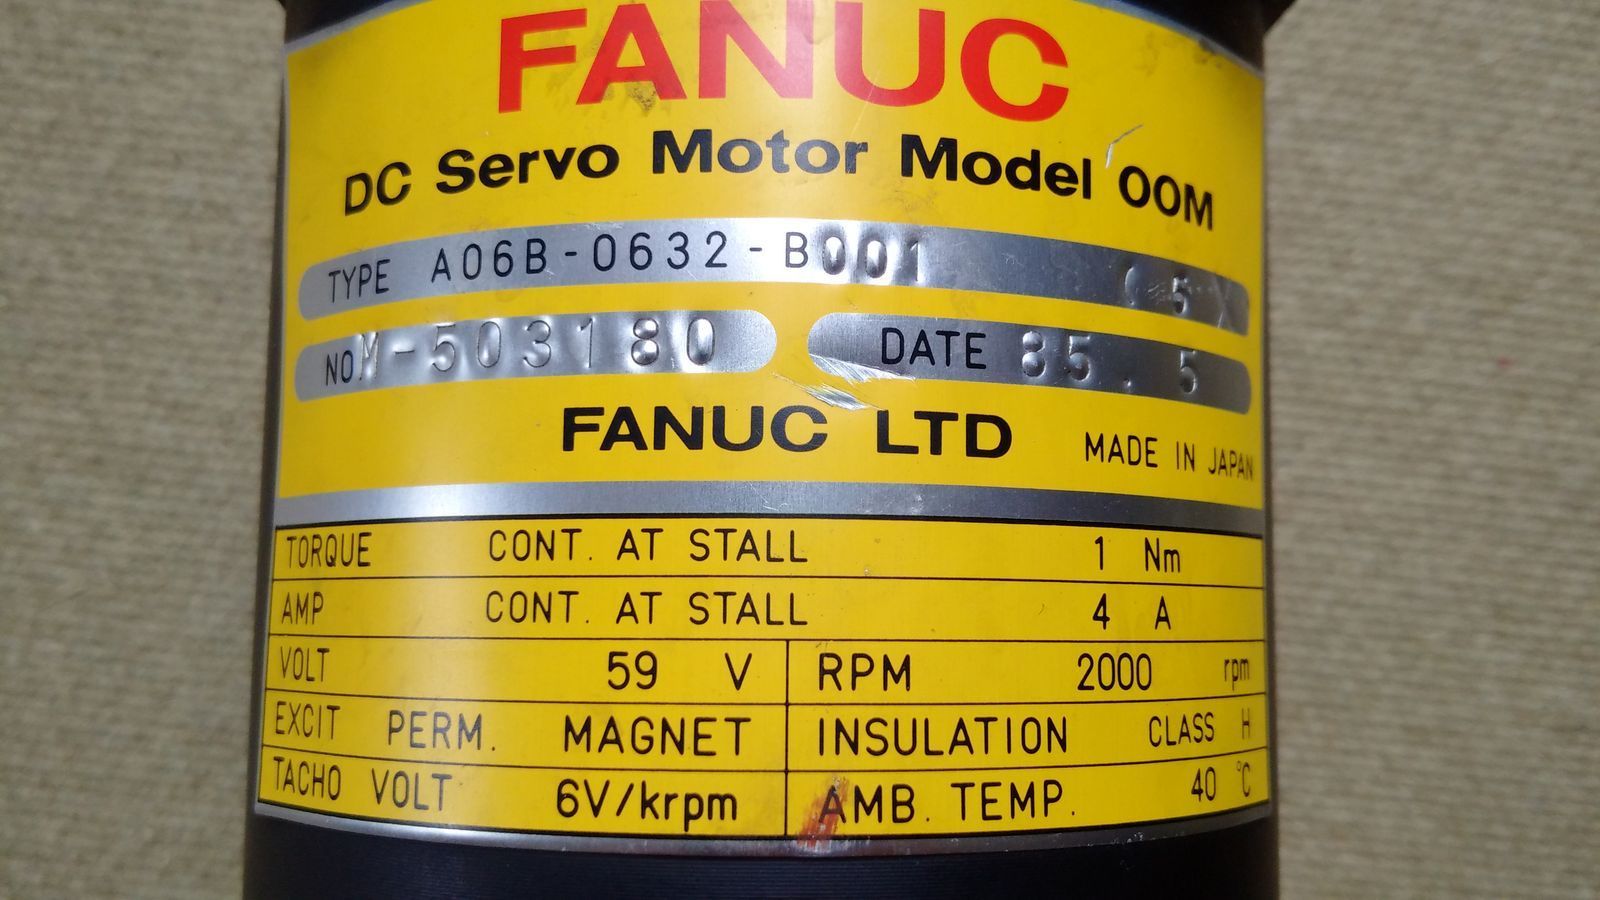 FANUC
DC Servo Motor Model 00M
TYPE A06B-0632-B001 ( 5 X
NO M-503180 DATE 85. 5
FANUC LTD MADE IN JAPAN
TORQUE CONT. AT STALL 1 Nm
AMP CONT. AT STALL 4 A
VOLT 59 V RPM 2000 rpm
EXCIT PERM. MAGNET INSULATION CLASS H
TACHO VOLT 6V/krpm AMB. TEMP. 40 °C